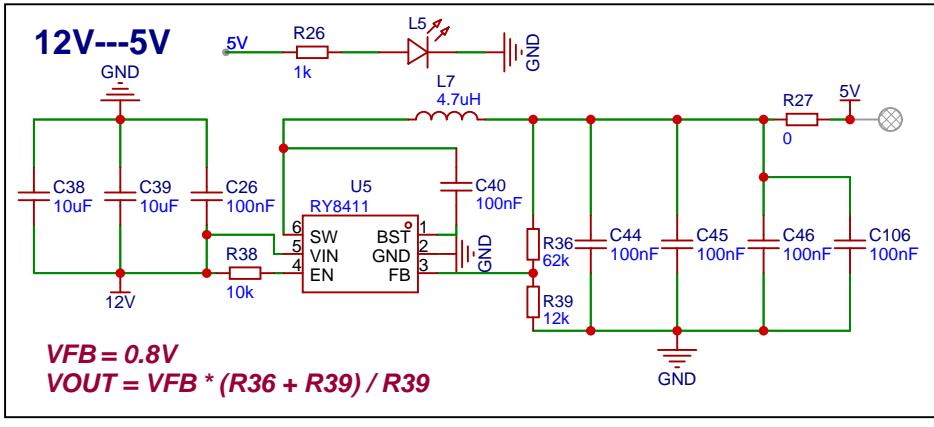 12V---5V
5V
R26
1k
L5
GND
GND
L7
4.7uH
R27
0
5V
C38
10uF
C39
10uF
C26
100nF
U5
RY8411
C40
100nF
6 SW
5 VIN
4 EN
BST 1
GND 2
FB 3
GND
R38
10k
12V
R36
62k
R39
12k
C44
100nF
C45
100nF
C46
100nF
C106
100nF
GND
VFB = 0.8V
VOUT = VFB * (R36 + R39) / R39